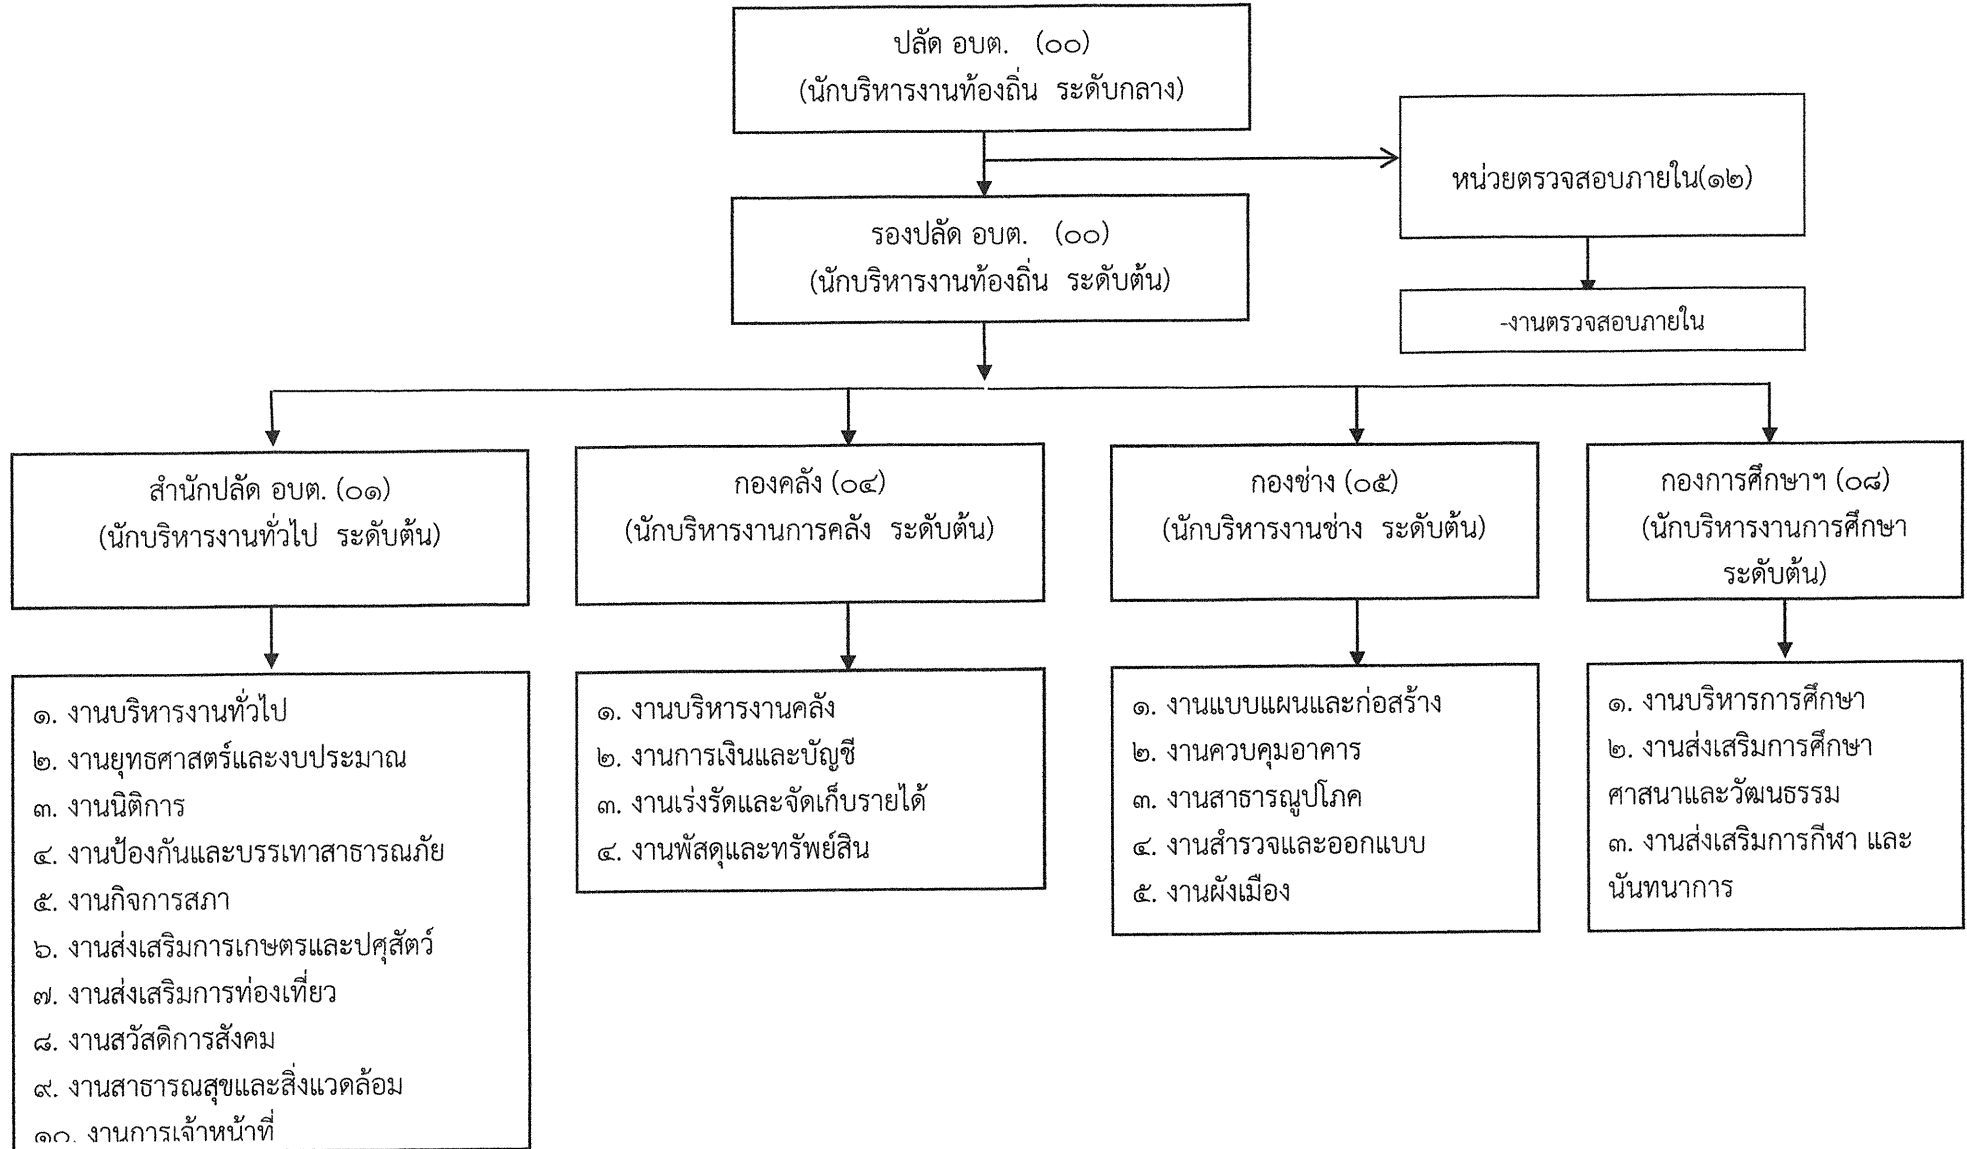 ปลัด อบต. (๐๐)
(นักบริหารงานท้องถิ่น ระดับกลาง)
หน่วยตรวจสอบภายใน(๑๒)
รองปลัด อบต. (๐๐)
(นักบริหารงานท้องถิ่น ระดับต้น)
-งานตรวจสอบภายใน
สำนักปลัด อบต. (๐๑)
(นักบริหารงานทั่วไป ระดับต้น)
กองคลัง (๐๔)
(นักบริหารงานการคลัง ระดับต้น)
กองช่าง (๐๕)
(นักบริหารงานช่าง ระดับต้น)
กองการศึกษาฯ (๐๘)
(นักบริหารงานการศึกษา
ระดับต้น)
๑. งานบริหารงานทั่วไป
๒. งานยุทธศาสตร์และงบประมาณ
๓. งานนิติการ
๔. งานป้องกันและบรรเทาสาธารณภัย
๕. งานกิจการสภา
๖. งานส่งเสริมการเกษตรและปศุสัตว์
๗. งานส่งเสริมการท่องเที่ยว
๘. งานสวัสดิการสังคม
๙. งานสาธารณสุขและสิ่งแวดล้อม
๑๐. งานการเจ้าหน้าที่
๑. งานบริหารงานคลัง
๒. งานการเงินและบัญชี
๓. งานเร่งรัดและจัดเก็บรายได้
๔. งานพัสดุและทรัพย์สิน
๑. งานแบบแผนและก่อสร้าง
๒. งานควบคุมอาคาร
๓. งานสาธารณูปโภค
๔. งานสำรวจและออกแบบ
๕. งานผังเมือง
๑. งานบริหารการศึกษา
๒. งานส่งเสริมการศึกษา
ศาสนาและวัฒนธรรม
๓. งานส่งเสริมการกีฬา และ
นันทนาการ